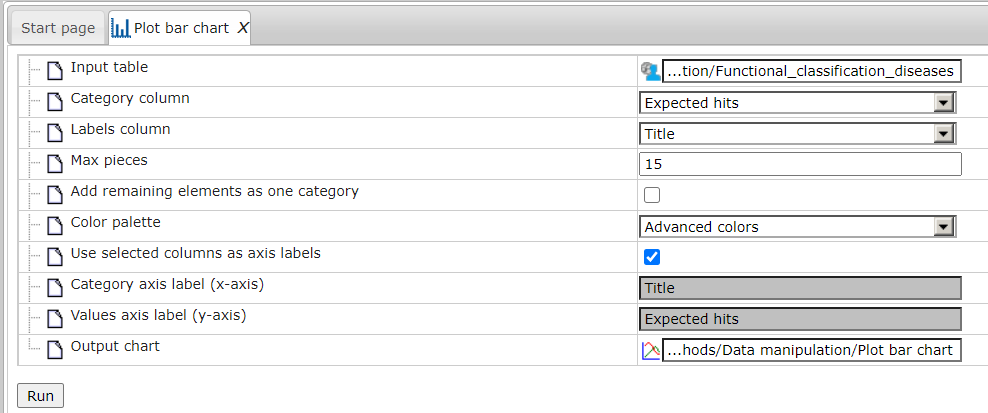 Start page
Plot bar chart X
Input table ...tion/Functional_classification_diseases
Category column Expected hits
Labels column Title
Max pieces 15
Add remaining elements as one category
Color palette Advanced colors
Use selected columns as axis labels
Category axis label (x-axis) Title
Values axis label (y-axis) Expected hits
Output chart ...hods/Data manipulation/Plot bar chart
Run